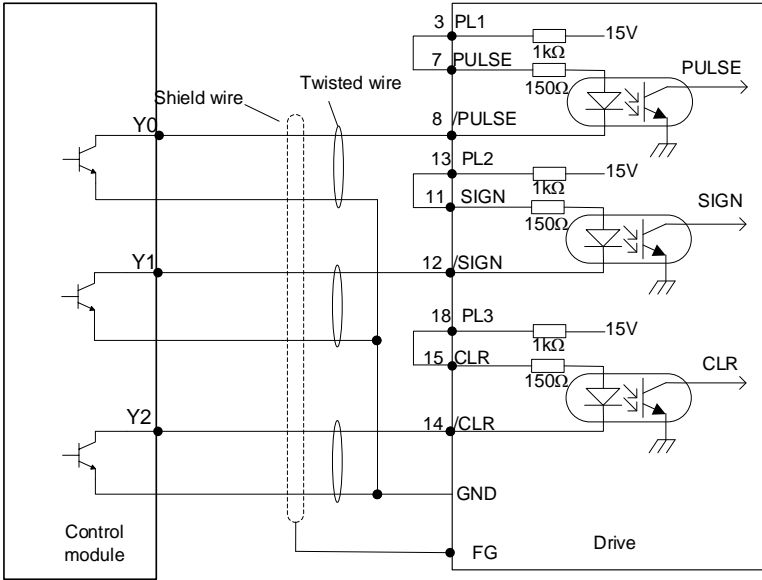 3 PL1
15V
1kΩ
7 PULSE
150Ω
PULSE
Shield wire
Twisted wire
Y0
8 /PULSE
13 PL2
15V
1kΩ
11 SIGN
150Ω
SIGN
Y1
12 /SIGN
18 PL3
15V
1kΩ
15 CLR
150Ω
CLR
Y2
14 /CLR
GND
Control
module
FG
Drive